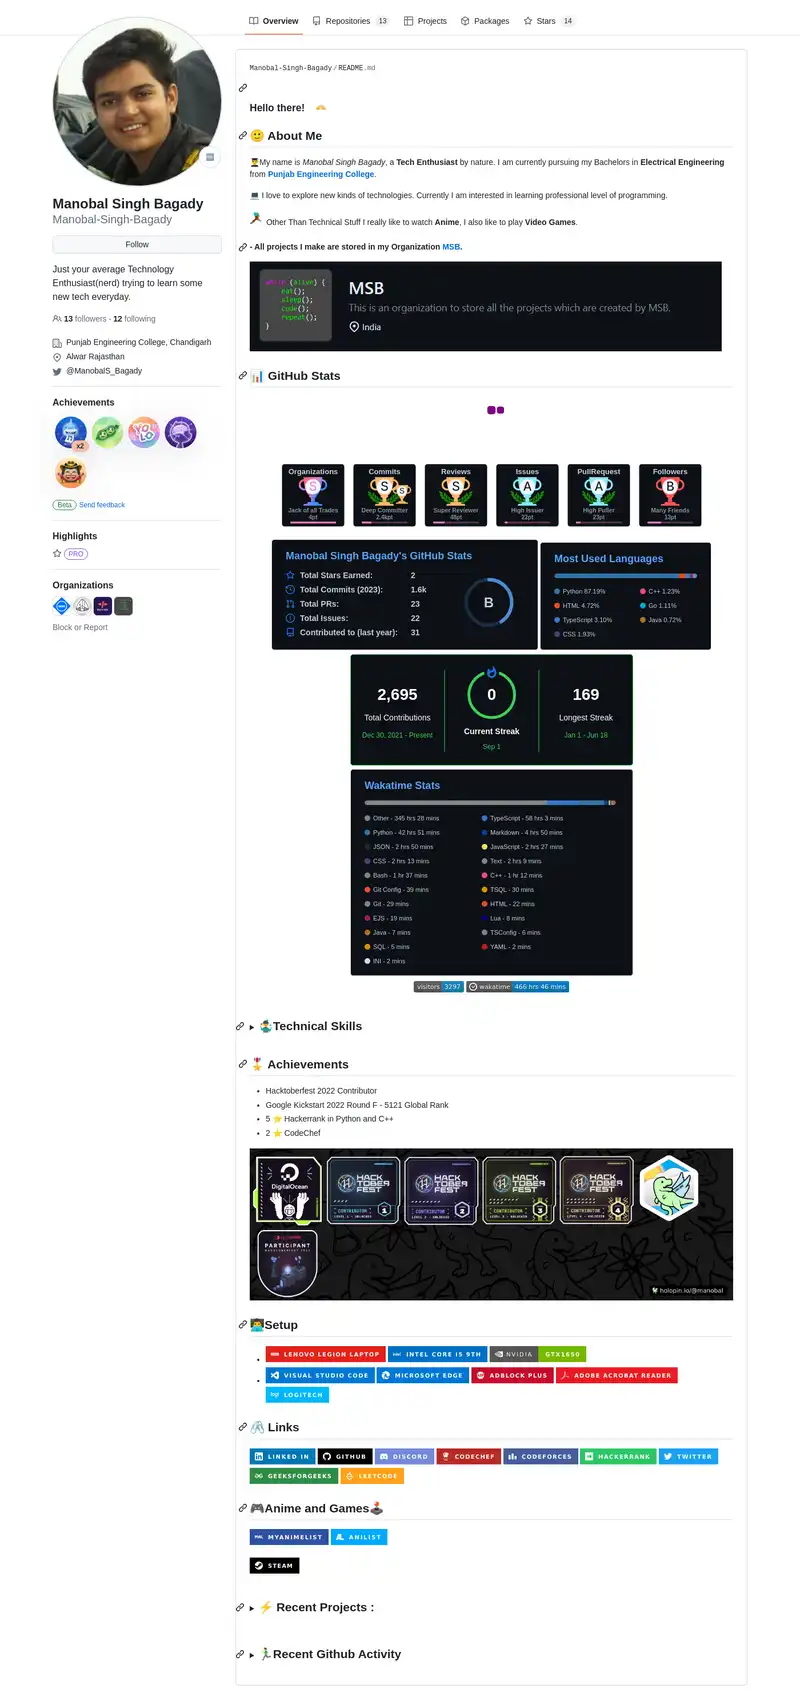 Overview
Repositories 13
Projects
Packages
Stars 14
Manobal Singh Bagady
Manobal-Singh-Bagady
Follow
Just your average Technology
Enthusiast(nerd) trying to learn some
new tech everyday.
13 followers · 12 following
Punjab Engineering College, Chandigarh
Alwar Rajasthan
@ManobalS_Bagady
Achievements
x2
YOLO
Beta Send feedback
Highlights
PRO
Organizations
Block or Report
Manobal-Singh-Bagady/README.md
Hello there!
About Me
My name is Manobal Singh Bagady, a Tech Enthusiast by nature. I am currently pursuing my Bachelors in Electrical Engineering
from Punjab Engineering College.
I love to explore new kinds of technologies. Currently I am interested in learning professional level of programming.
Other Than Technical Stuff I really like to watch Anime, I also like to play Video Games.
- All projects I make are stored in my Organization MSB.
while (alive) {
eat();
sleep();
code();
repeat();
}
MSB
This is an organization to store all the projects which are created by MSB.
India
GitHub Stats
Organizations
S
Jack of all Trades
4pt
Commits
S
S
Deep Committer
2.4kpt
Reviews
S
Super Reviewer
48pt
Issues
A
High Issuer
22pt
PullRequest
A
High Puller
23pt
Followers
B
Many Friends
13pt
Manobal Singh Bagady's GitHub Stats
Total Stars Earned: 2
Total Commits (2023): 1.6k
Total PRs: 23
Total Issues: 22
Contributed to (last year): 31
B
Most Used Languages
Python 87.19%
C++ 1.23%
HTML 4.72%
Go 1.11%
TypeScript 3.10%
Java 0.72%
CSS 1.93%
2,695
Total Contributions
Dec 30, 2021 - Present
0
Current Streak
Sep 1
169
Longest Streak
Jan 1 - Jun 18
Wakatime Stats
Other - 345 hrs 28 mins
TypeScript - 58 hrs 3 mins
Python - 42 hrs 51 mins
Markdown - 4 hrs 50 mins
JSON - 2 hrs 50 mins
JavaScript - 2 hrs 27 mins
CSS - 2 hrs 13 mins
Text - 2 hrs 9 mins
Bash - 1 hr 37 mins
C++ - 1 hr 12 mins
Git Config - 39 mins
TSQL - 30 mins
Git - 29 mins
HTML - 22 mins
EJS - 19 mins
Lua - 8 mins
Java - 7 mins
TSConfig - 6 mins
SQL - 5 mins
YAML - 2 mins
INI - 2 mins
visitors 3297
wakatime 466 hrs 46 mins
Technical Skills
Achievements
Hacktoberfest 2022 Contributor
Google Kickstart 2022 Round F - 5121 Global Rank
5 ⭐ Hackerrank in Python and C++
2 ⭐ CodeChef
DigitalOcean
HACKTOBERFEST
CONTRIBUTOR
1
HACKTOBERFEST
CONTRIBUTOR
2
HACKTOBERFEST
CONTRIBUTOR
3
HACKTOBERFEST
CONTRIBUTOR
4
PARTICIPANT
holopin.io/@manobal
Setup
LENOVO LEGION LAPTOP
INTEL CORE I5 9TH
NVIDIA GTX1650
VISUAL STUDIO CODE
MICROSOFT EDGE
ADBLOCK PLUS
ADOBE ACROBAT READER
LOGITECH
Links
LINKED IN
GITHUB
DISCORD
CODECHEF
CODEFORCES
HACKERRANK
TWITTER
GEEKSFORGEEKS
LEETCODE
Anime and Games
MYANIMELIST
ANILIST
STEAM
Recent Projects :
Recent Github Activity